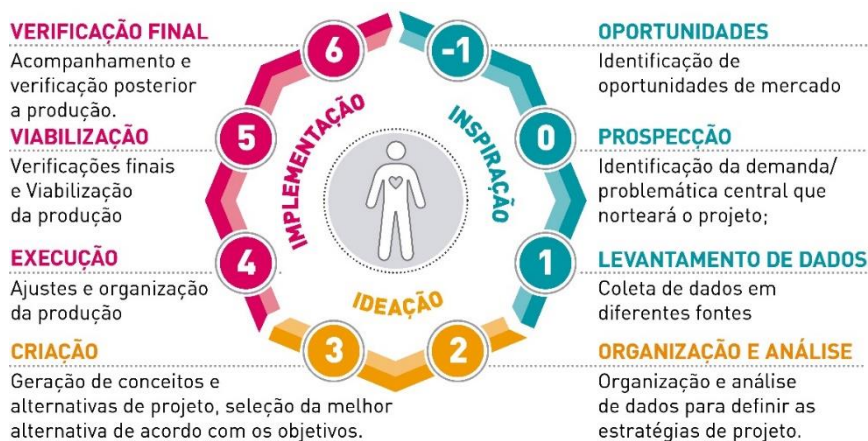 VERIFICAÇÃO FINAL
Acompanhamento e
verificação posterior
a produção.
VIABILIZAÇÃO
Verificações finais
e Viabilização
da produção
EXECUÇÃO
Ajustes e organização
da produção
CRIAÇÃO
Geração de conceitos e
alternativas de projeto, seleção da melhor
alternativa de acordo com os objetivos.
6
5
4
3
IMPLEMENTAÇÃO
IDEAÇÃO
INSPIRAÇÃO
-1
0
1
2
OPORTUNIDADES
Identificação de
oportunidades de mercado
PROSPECÇÃO
Identificação da demanda/
problemática central que
norteará o projeto;
LEVANTAMENTO DE DADOS
Coleta de dados em
diferentes fontes
ORGANIZAÇÃO E ANÁLISE
Organização e análise
de dados para definir as
estratégias de projeto.